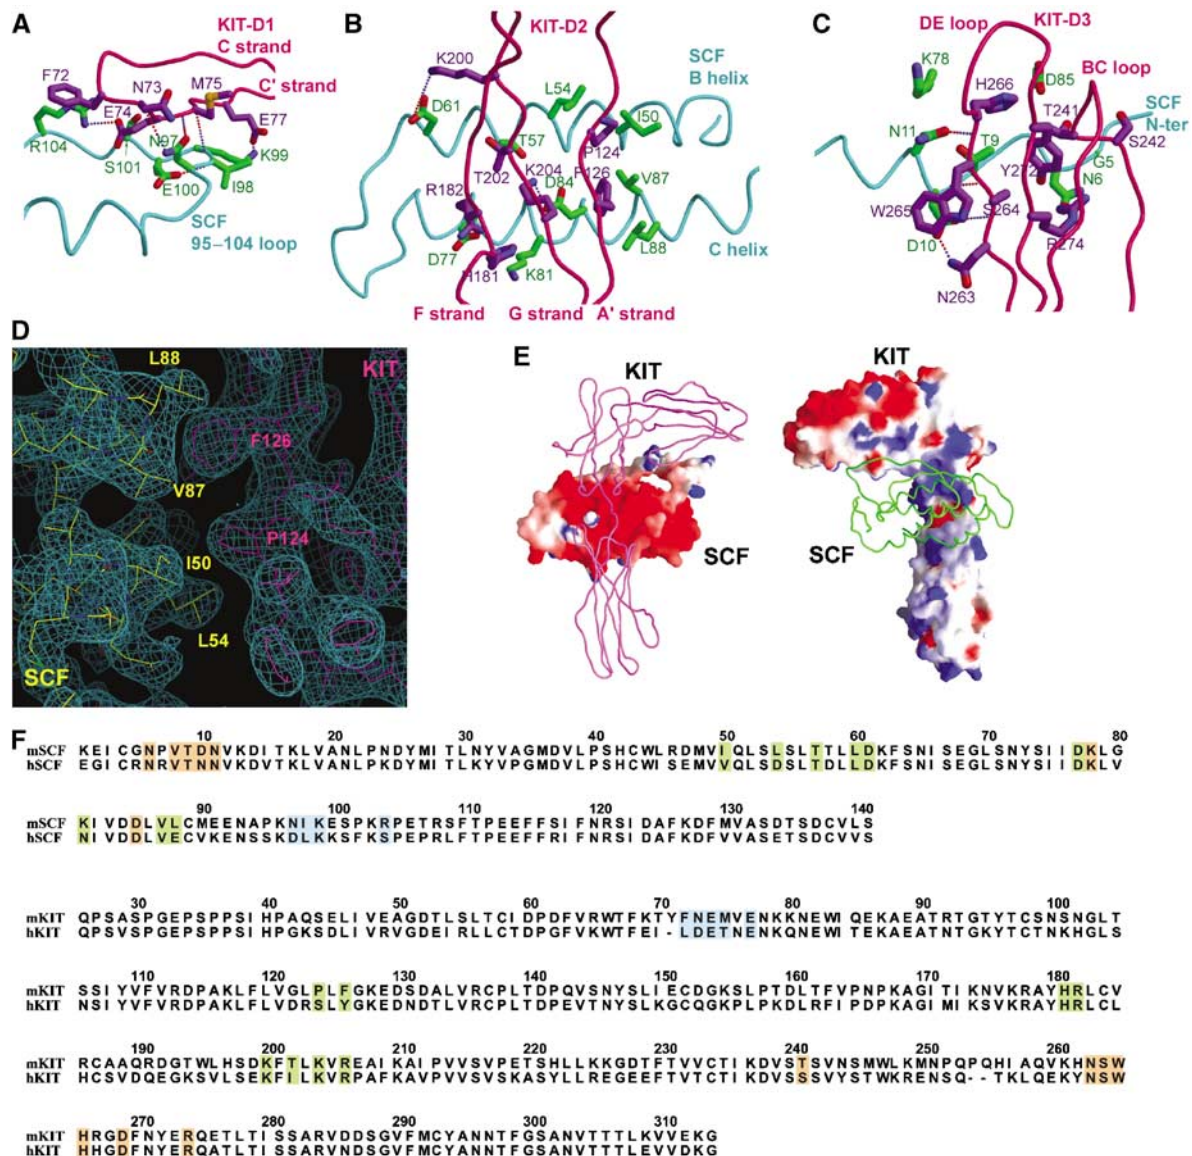 A
KIT-D1
C strand
C' strand
F72
N73
M75
E74
E77
R104
S101
N97
K99
E100
I98
SCF
95–104 loop
B
KIT-D2
K200
SCF
B helix
L54
D61
I50
T57
P124
T202
K204
R182
D84
F126
V87
D77
H181
K81
L88
C helix
F strand
G strand
A' strand
C
DE loop
KIT-D3
K78
D85
BC loop
H266
T241
SCF
N-ter
N11
T9
S242
G5
Y272
N6
W265
S264
D10
R274
N263
D
L88
KIT
F126
V87
P124
I50
L54
SCF
E
KIT
SCF
KIT
SCF
F
10 20 30 40 50 60 70 80
mSCF KEICGNPVTDNVKDITKLVANLPNDYMITLNYVAGMDVLPSHCWLRDMVIQLSLSLTTLLDKFSNISEGLSNYSIIDKLG
hSCF EGICRNRVTNNVKDVTKLVANLPKDYMITLKYVPGMDVLPSHCWISEMVVQLSDSLTDLLDKFSNISEGLSNYSIIDKLV
90 100 110 120 130 140
mSCF KIVDDLVLCMEENAPKNIKESPKRPETRSFTPEEFFSIFNRSIDAFKDFMVASDTSDCVLS
hSCF NIVDDLVECVKENSSKDLKKSFKSPEPRLFTPEEFFRIFNRSIDAFKDFVVASETSDCVVS
30 40 50 60 70 80 90 100
mKIT QPSASPGEPSPPSIHPAQSELIVEAGDTLSLTCIDPDFVRWTFKTYFNEMVENKKNEWIQEKAEATRTGTYTCSNSNGLT
hKIT QPSVSPGEPSPPSIHPGKSDLIVRVGDEIRLLCTDPGFVKWTFEI-LDETNENKQNEWITEKAEATNTGKYTCTNKHGLS
110 120 130 140 150 160 170 180
mKIT SSIYVFVRDPAKLFLVGLPLFGKEDSDALVRCPLTDPQVSNYSLIECDGKSLPTDLTFVPNPKAGITIKNVKRAYHRLCV
hKIT NSIYVFVRDPAKLFLVDRSLYGKEDNDTLVRCPLTDPEVTNYSLKGCQGKPLPKDLRFIPDPKAGIMIKSVKRAYHRLCL
190 200 210 220 230 240 250 260
mKIT RCAAQRDGTWLHSDKFTLKVREAIKAIPVVSVPETSHLLKKGDTFTVVCTIKDVSTSVNSMWLKMNPQPQHIAQVKHNSW
hKIT HCSVDQEGKSVLSEKFILKVRPAFKAVPVVSVSKASYLLREGEEFTVTCTIKDVSSSVYSTWKRENSQ--TKLQEKYNSW
270 280 290 300 310
mKIT HRGDFNYERQETLTISSARVDDSGVFMCYANNTFGSANVTTTLKVVEKG
hKIT HHGDFNYERQATLTISSARVNDSGVFMCYANNTFGSANVTTTLEVVDKG